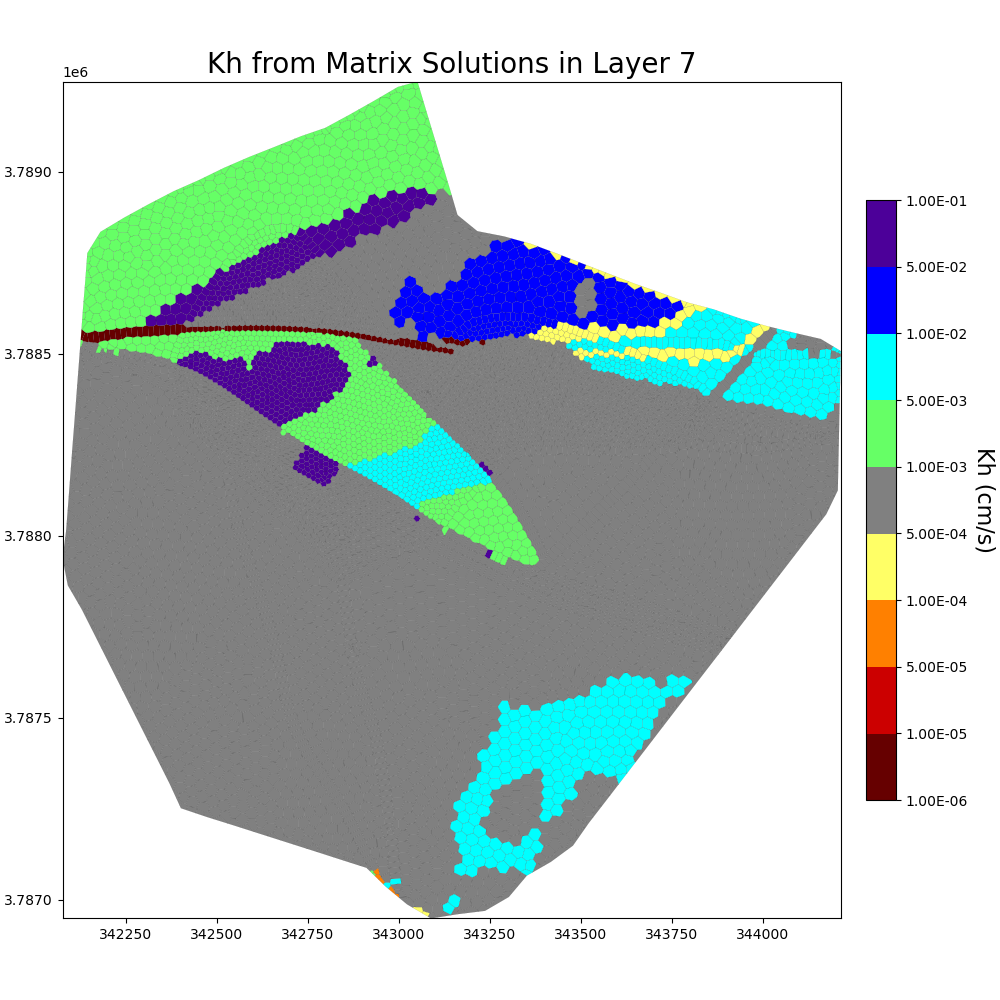 Kh from Matrix Solutions in Layer 7
1e6
3.7890
3.7885
3.7880
3.7875
3.7870
342250 342500 342750 343000 343250 343500 343750 344000
1.00E-01
5.00E-02
1.00E-02
5.00E-03
1.00E-03
5.00E-04
1.00E-04
5.00E-05
1.00E-05
1.00E-06
Kh (cm/s)